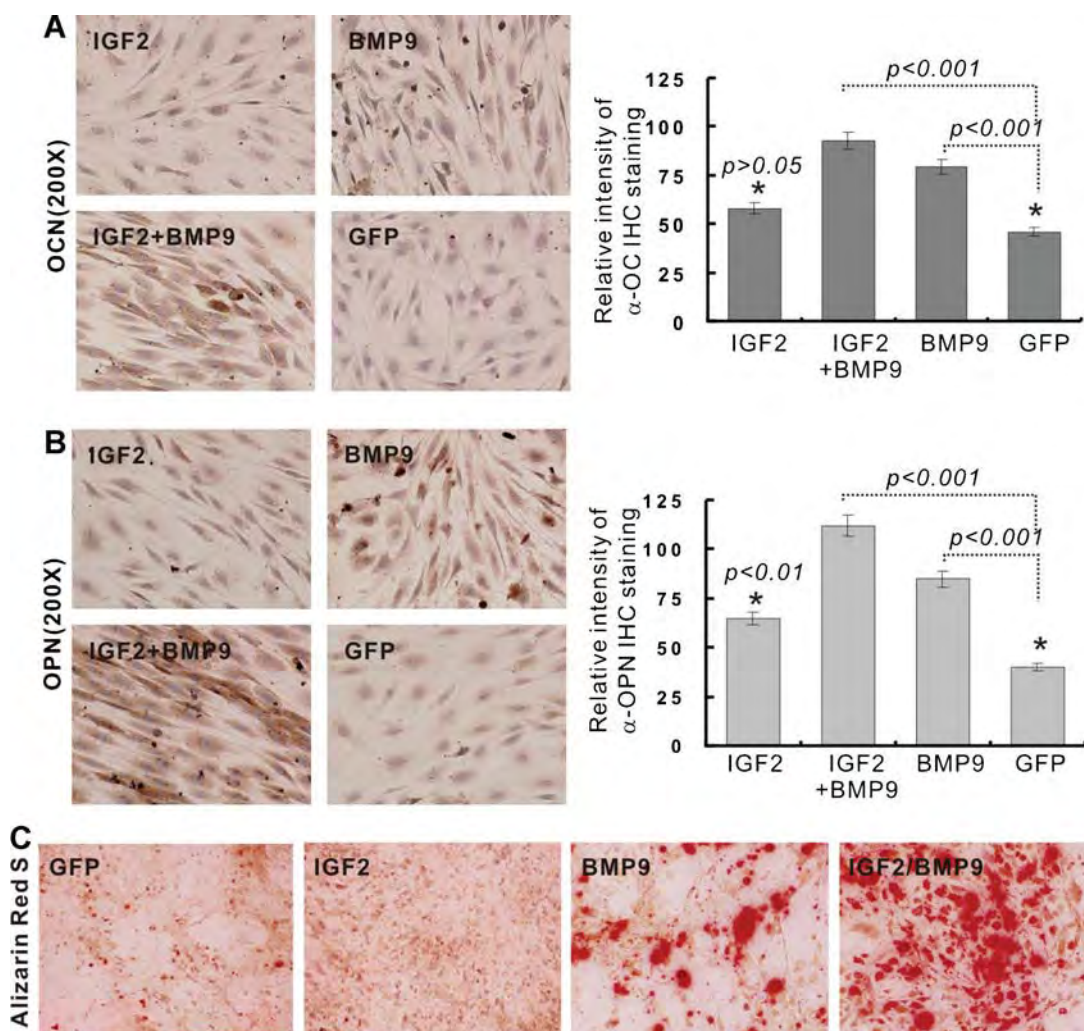 A
OCN(200X)
IGF2
BMP9
IGF2+BMP9
GFP
Relative intensity of
α-OC IHC staining
125
100
75
50
25
0
p<0.001
p<0.001
p>0.05
*
*
IGF2
IGF2
+BMP9
BMP9
GFP
B
OPN(200X)
IGF2
BMP9
IGF2+BMP9
GFP
Relative intensity of
α-OPN IHC staining
125
100
75
50
25
0
p<0.001
p<0.001
p<0.01
*
*
IGF2
IGF2
+BMP9
BMP9
GFP
C
Alizarin Red S
GFP
IGF2
BMP9
IGF2/BMP9